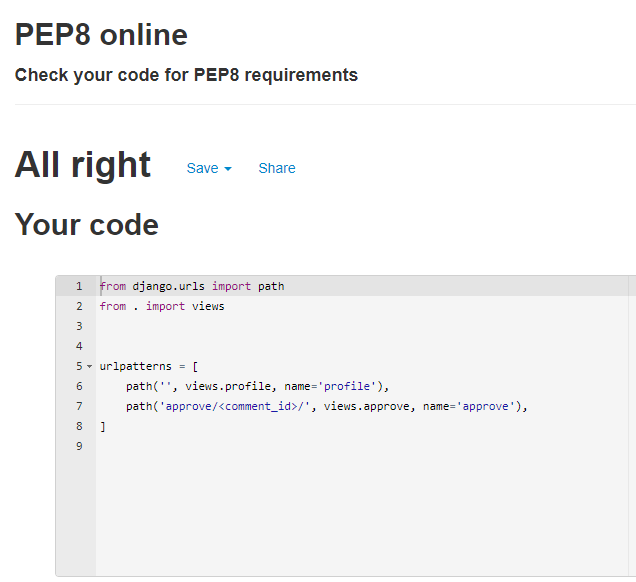 PEP8 online
Check your code for PEP8 requirements
All right Save Share
Your code
1 from django.urls import path
2 from . import views
3
4
5 urlpatterns = [
6     path('', views.profile, name='profile'),
7     path('approve/<comment_id>/', views.approve, name='approve'),
8 ]
9